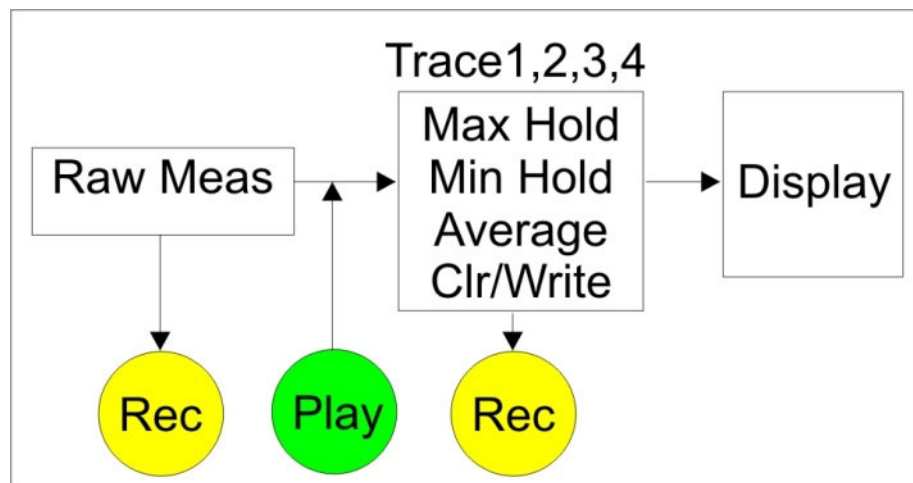 Trace1,2,3,4
Raw Meas
Max Hold
Min Hold
Average
Clr/Write
Display
Rec
Play
Rec